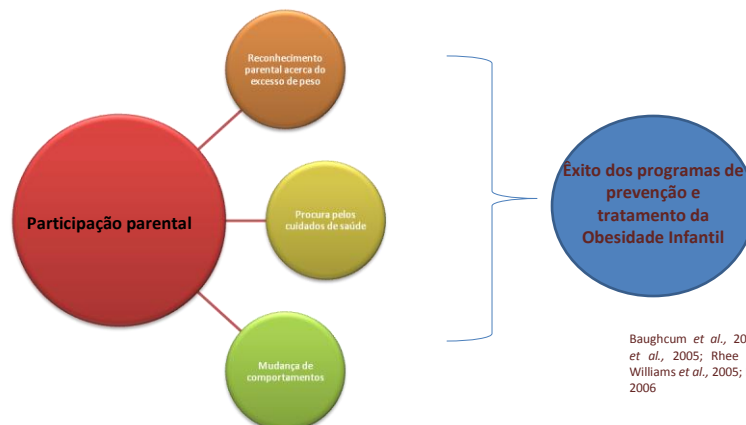 Reconhecimento
parental acerca do
excesso de peso
Participação parental
Procura pelos
cuidados de saúde
Mudança de
comportamentos
Êxito dos programas de
prevenção e
tratamento da
Obesidade Infantil
Baughcum et al., 20
et al., 2005; Rhee
Williams et al., 2005;
2006